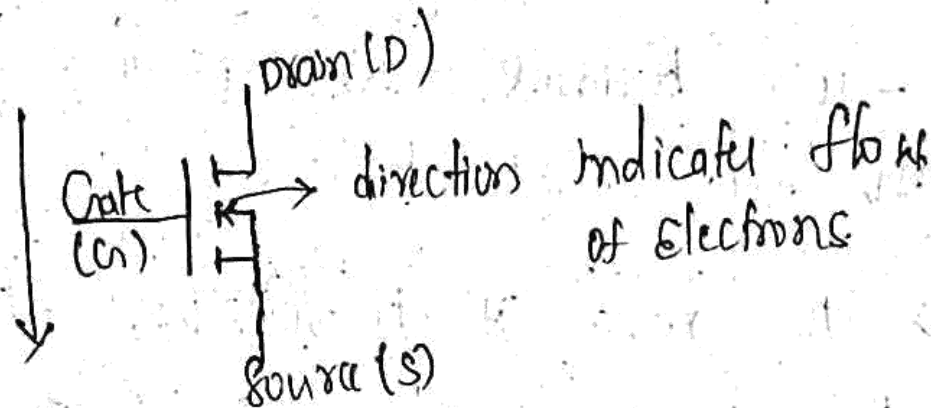 Drain (D)
Gate
(G)
direction indicates flow
of Electrons
Source (S)